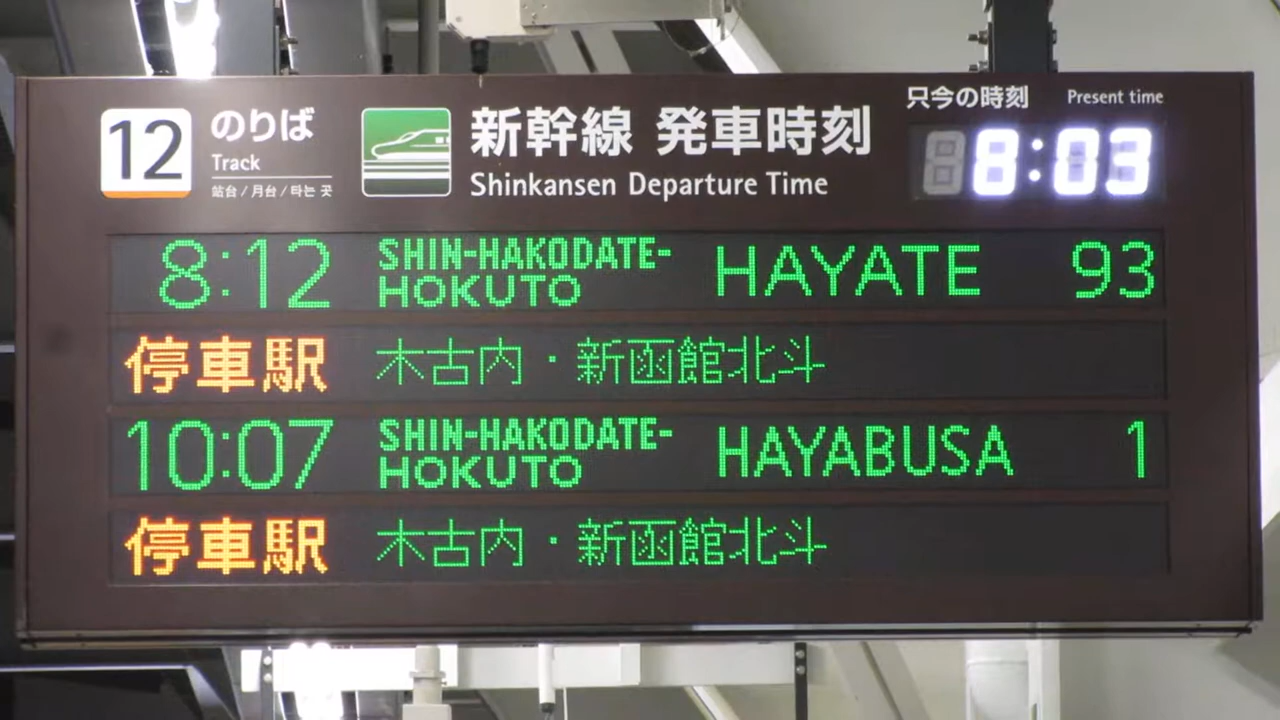 12 のりば
Track
站台 / 月台 / 타는 곳
新幹線 発車時刻
Shinkansen Departure Time
只今の時刻 Present time
8:03
8:12 SHIN-HAKODATE-HOKUTO HAYATE 93
停車駅 木古内・新函館北斗
10:07 SHIN-HAKODATE-HOKUTO HAYABUSA 1
停車駅 木古内・新函館北斗